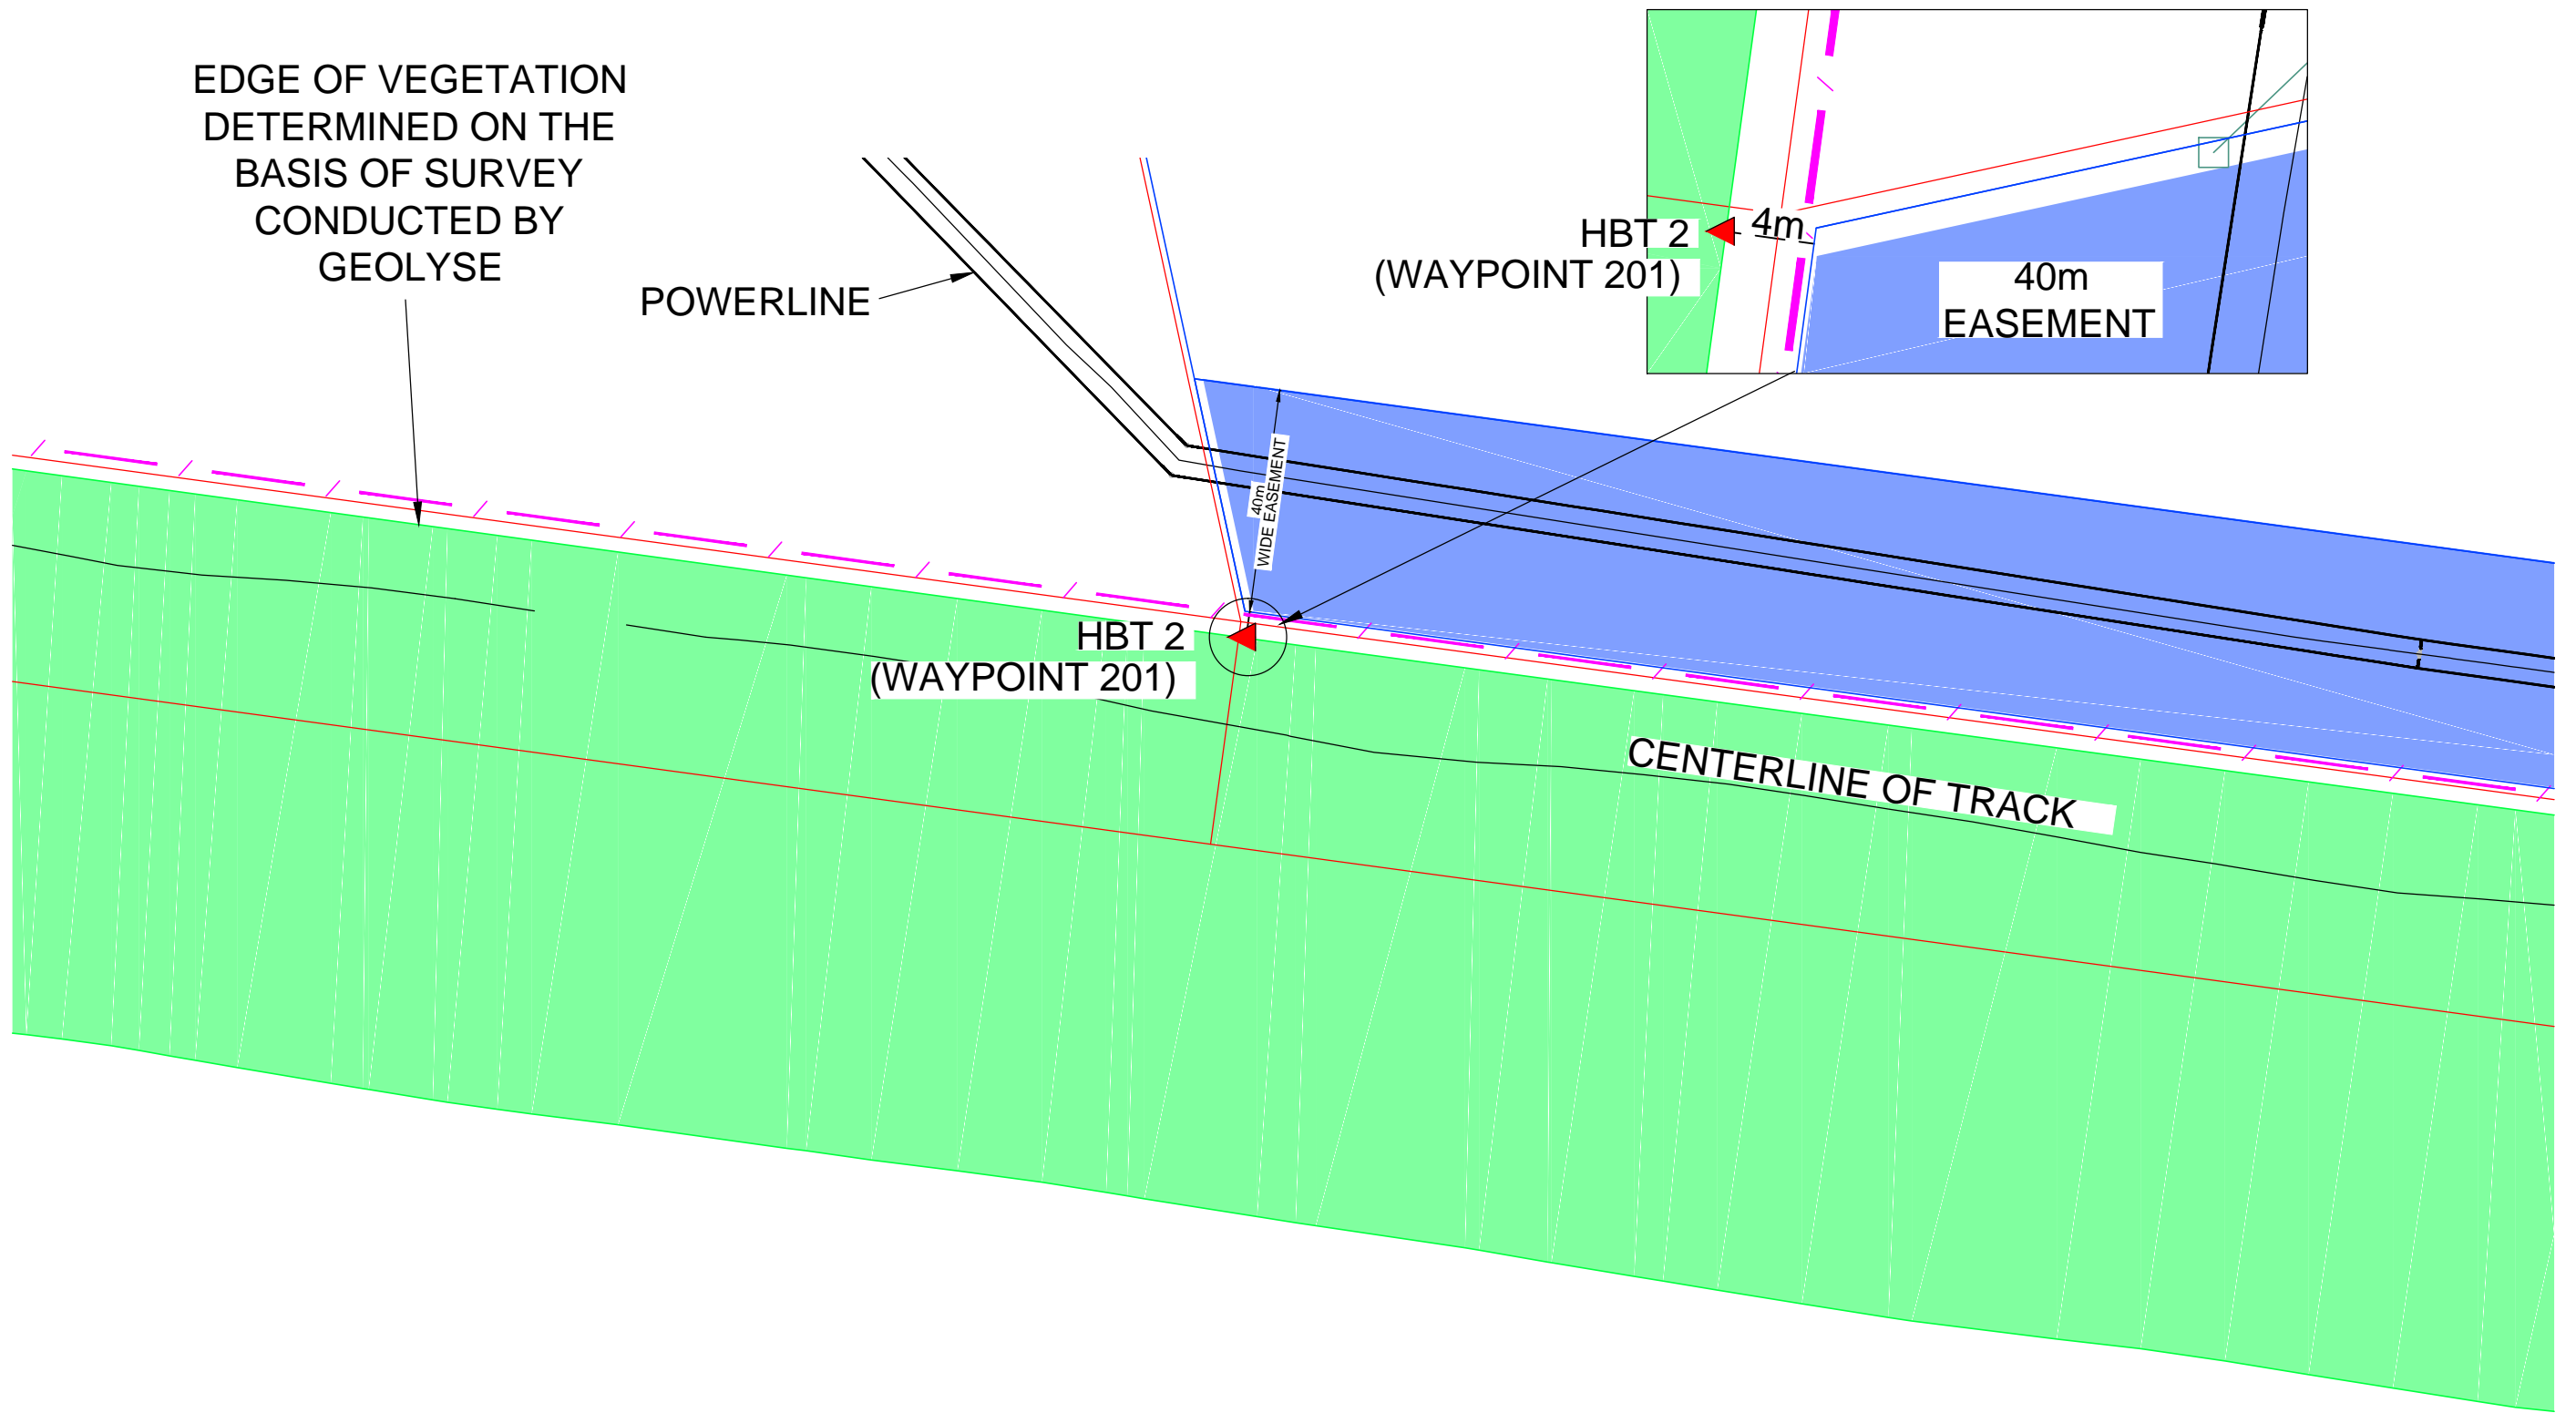 EDGE OF VEGETATION
DETERMINED ON THE
BASIS OF SURVEY
CONDUCTED BY
GEOLYSE
POWERLINE
4m
HBT 2
(WAYPOINT 201)
40m
EASEMENT
40m
WIDE EASEMENT
HBT 2
(WAYPOINT 201)
CENTERLINE OF TRACK